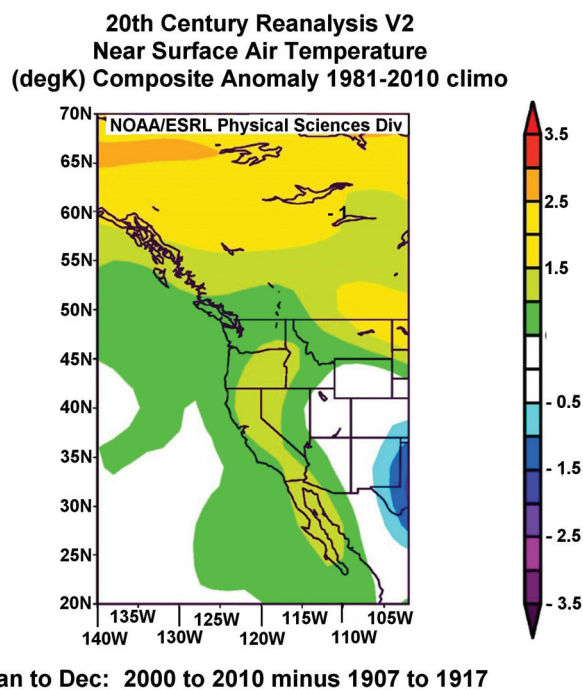 20th Century Reanalysis V2
Near Surface Air Temperature
(degK) Composite Anomaly 1981-2010 climo
NOAA/ESRL Physical Sciences Div
70N
65N
60N
55N
50N
45N
40N
35N
30N
25N
20N
- 1
3.5
2.5
1.5
- 0.5
- 1.5
- 2.5
- 3.5
135W 125W 115W 105W
140W 130W 120W 110W
an to Dec: 2000 to 2010 minus 1907 to 1917